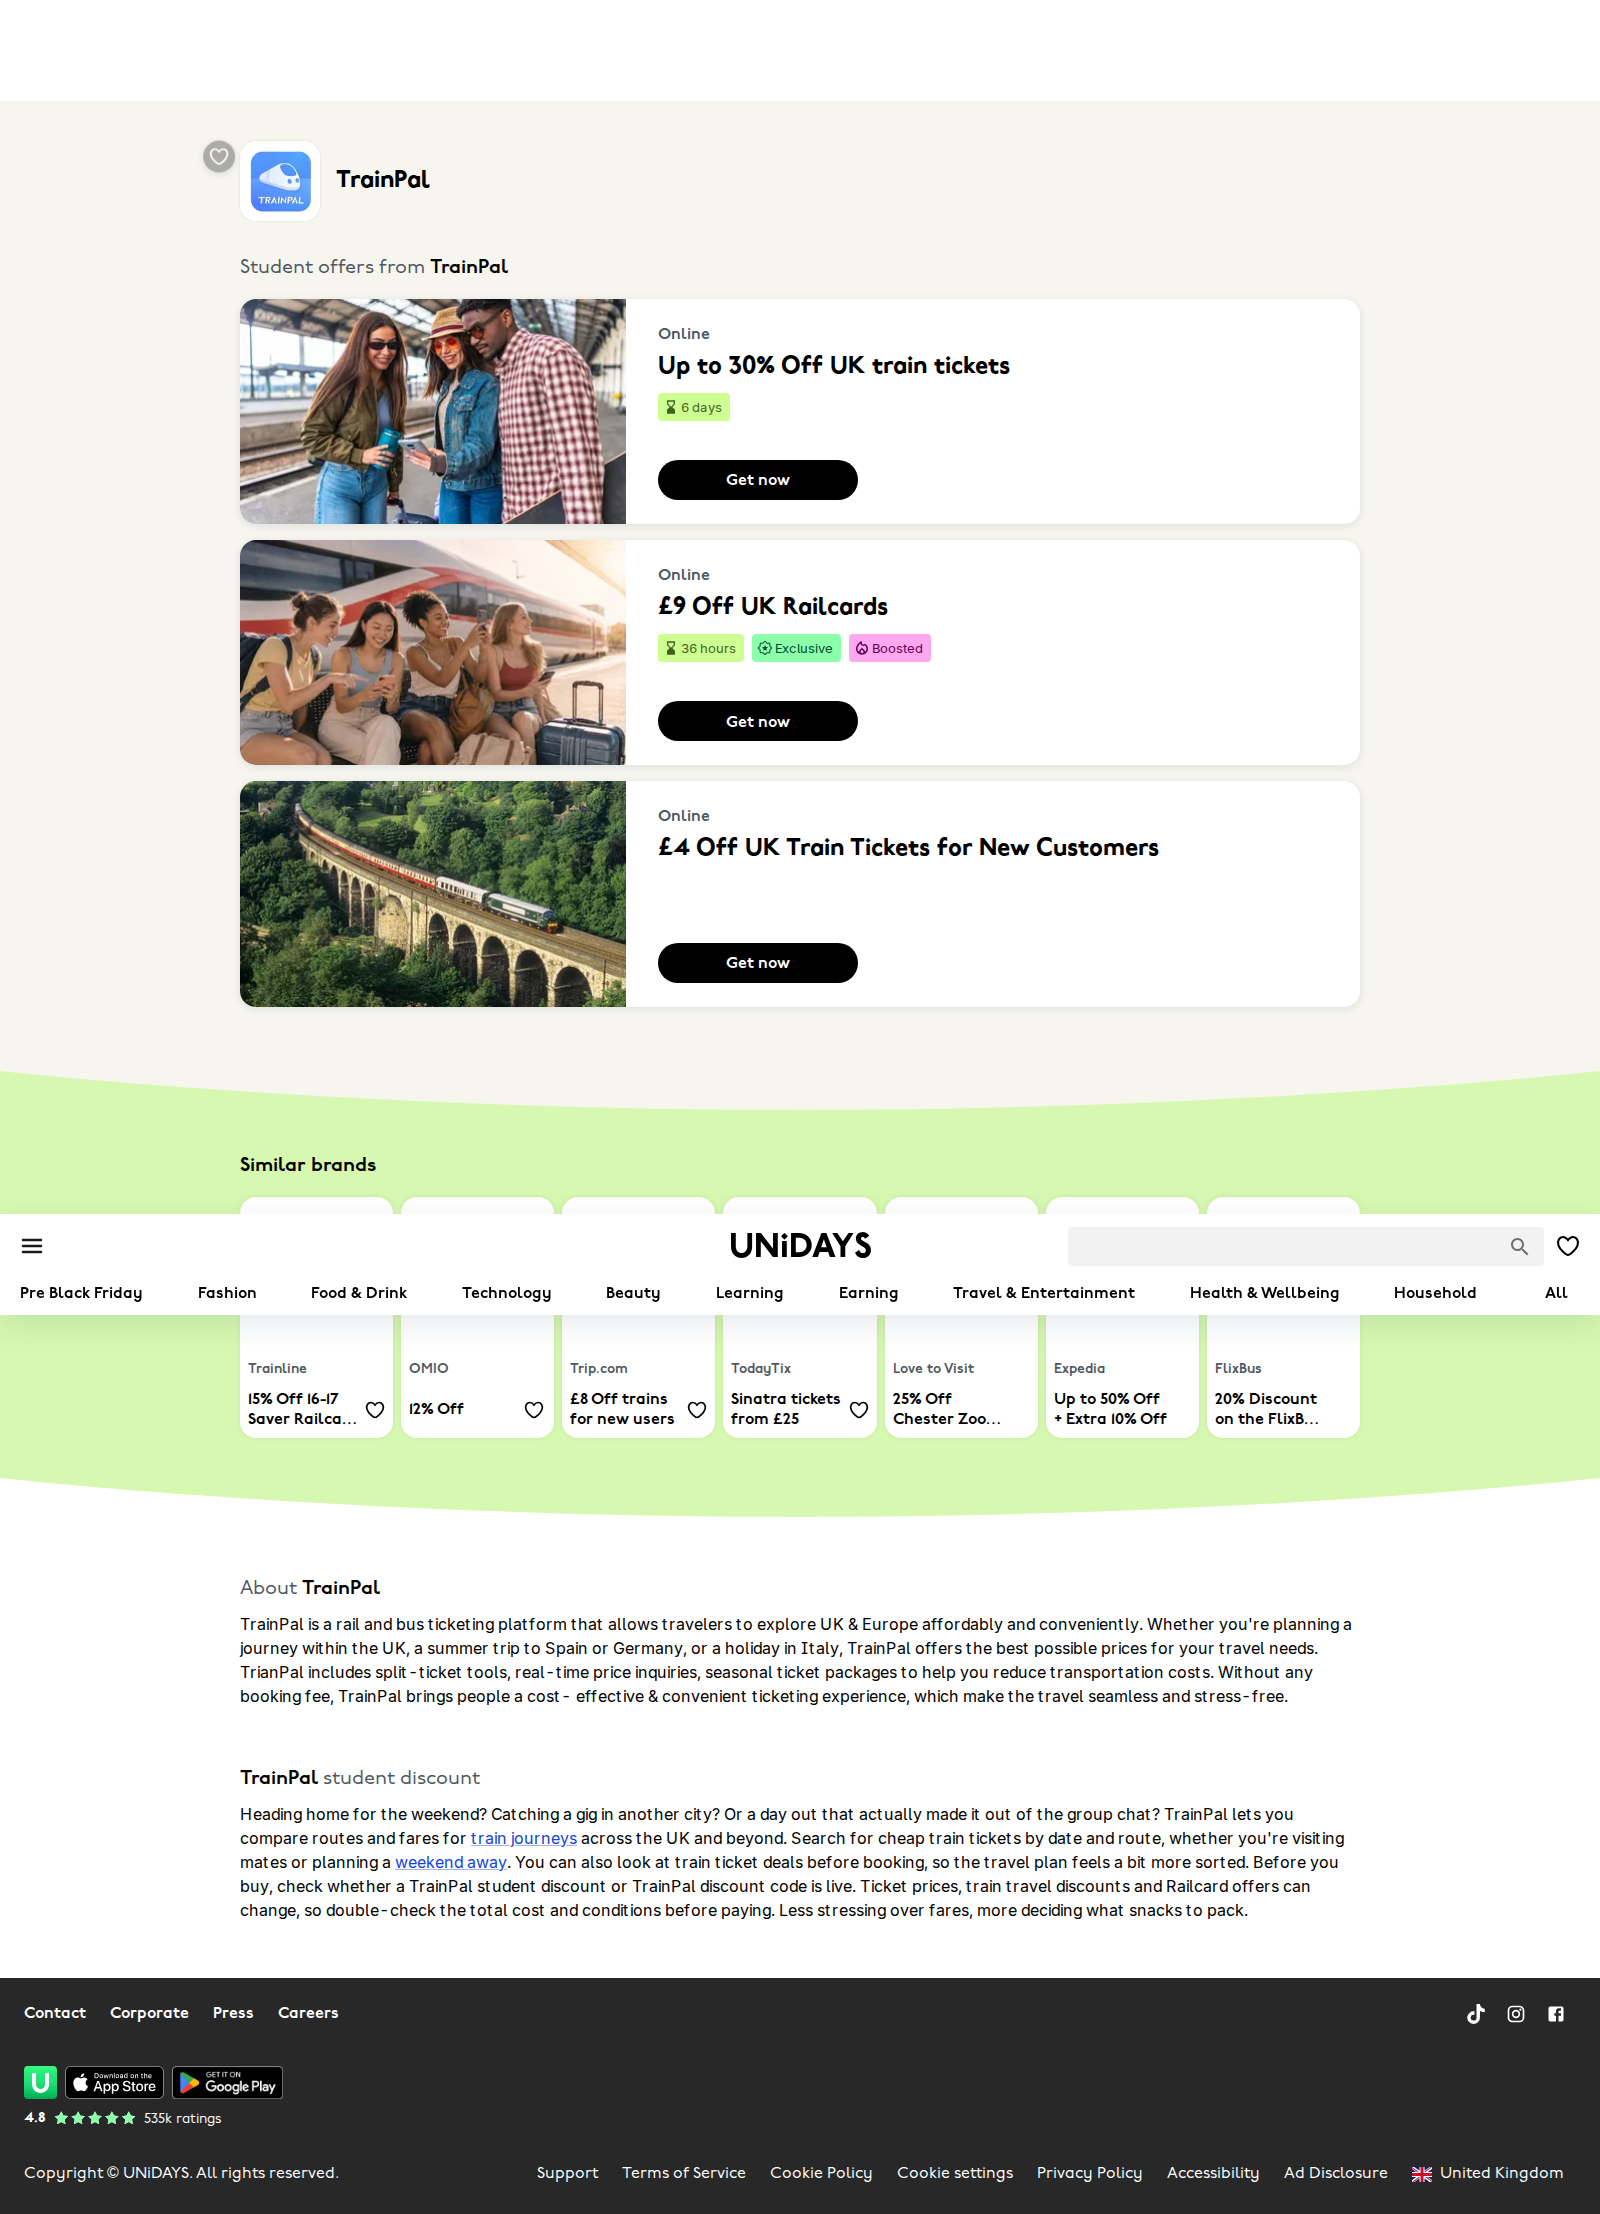 TRAINPAL
TrainPal
Student offers from TrainPal
Online
Up to 30% Off UK train tickets
6 days
Get now
Online
£9 Off UK Railcards
36 hours
Exclusive
Boosted
Get now
Online
£4 Off UK Train Tickets for New Customers
Get now
Similar brands
UNiDAYS
Pre Black Friday
Fashion
Food & Drink
Technology
Beauty
Learning
Earning
Travel & Entertainment
Health & Wellbeing
Household
All
Trainline
15% Off 16-17
Saver Railca...
OMIO
12% Off
Trip.com
£8 Off trains
for new users
TodayTix
Sinatra tickets
from £25
Love to Visit
25% Off
Chester Zoo...
Expedia
Up to 50% Off
+ Extra 10% Off
FlixBus
20% Discount
on the FlixB...
About TrainPal
TrainPal is a rail and bus ticketing platform that allows travelers to explore UK & Europe affordably and conveniently. Whether you're planning a
journey within the UK, a summer trip to Spain or Germany, or a holiday in Italy, TrainPal offers the best possible prices for your travel needs.
TrianPal includes split-ticket tools, real-time price inquiries, seasonal ticket packages to help you reduce transportation costs. Without any
booking fee, TrainPal brings people a cost- effective & convenient ticketing experience, which make the travel seamless and stress-free.
TrainPal student discount
Heading home for the weekend? Catching a gig in another city? Or a day out that actually made it out of the group chat? TrainPal lets you
compare routes and fares for train journeys across the UK and beyond. Search for cheap train tickets by date and route, whether you're visiting
mates or planning a weekend away. You can also look at train ticket deals before booking, so the travel plan feels a bit more sorted. Before you
buy, check whether a TrainPal student discount or TrainPal discount code is live. Ticket prices, train travel discounts and Railcard offers can
change, so double-check the total cost and conditions before paying. Less stressing over fares, more deciding what snacks to pack.
Contact
Corporate
Press
Careers
U
Download on the
App Store
GET IT ON
Google Play
4.8
535k ratings
Copyright © UNiDAYS. All rights reserved.
Support
Terms of Service
Cookie Policy
Cookie settings
Privacy Policy
Accessibility
Ad Disclosure
United Kingdom